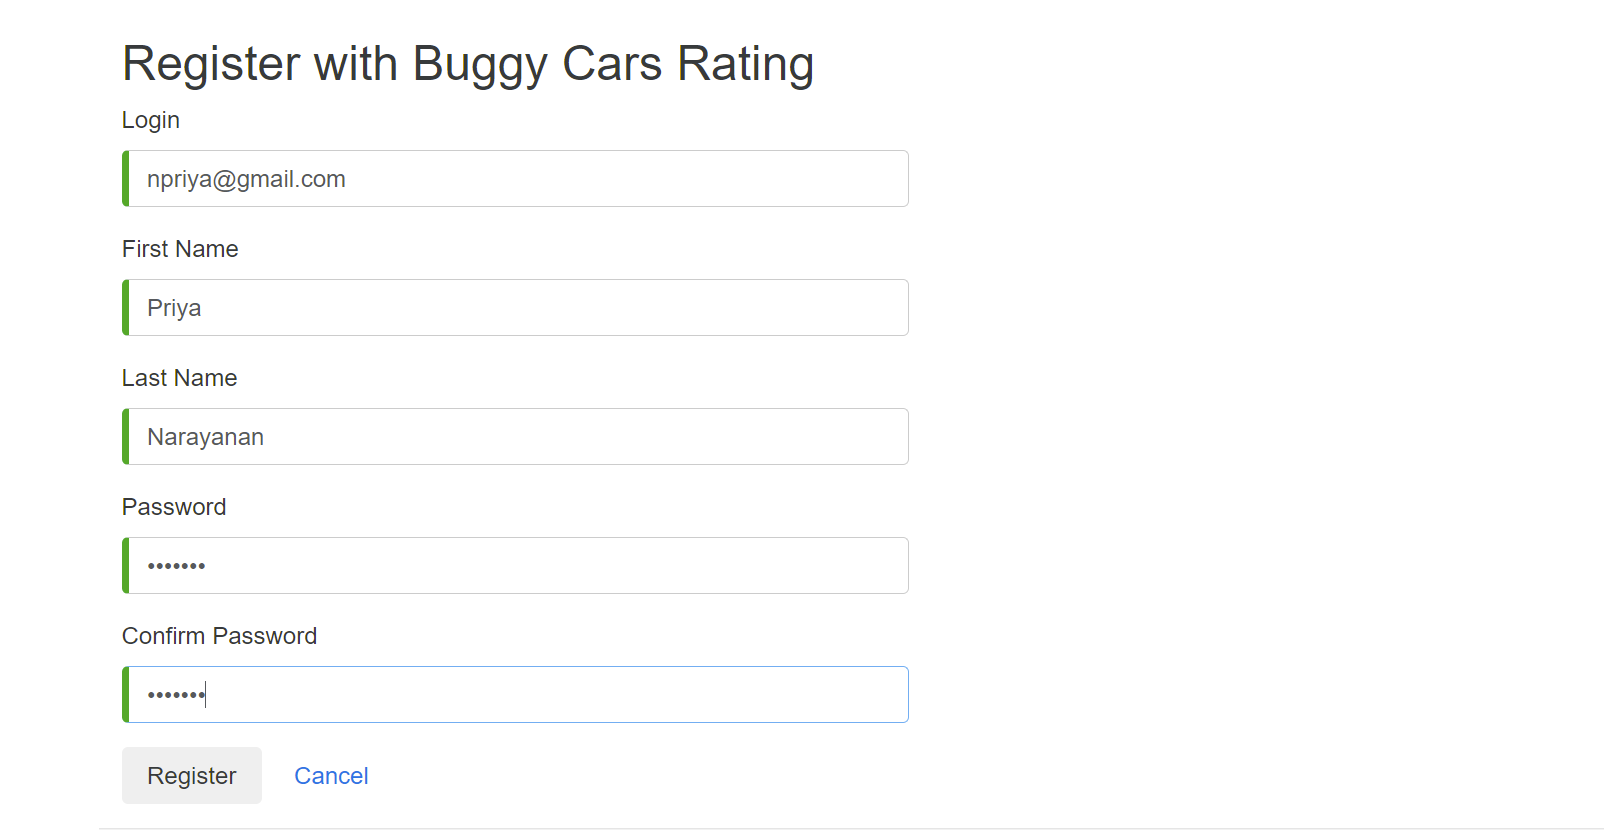 Register with Buggy Cars Rating
Login
npriya@gmail.com
First Name
Priya
Last Name
Narayanan
Password
•••••••
Confirm Password
•••••••
Register Cancel